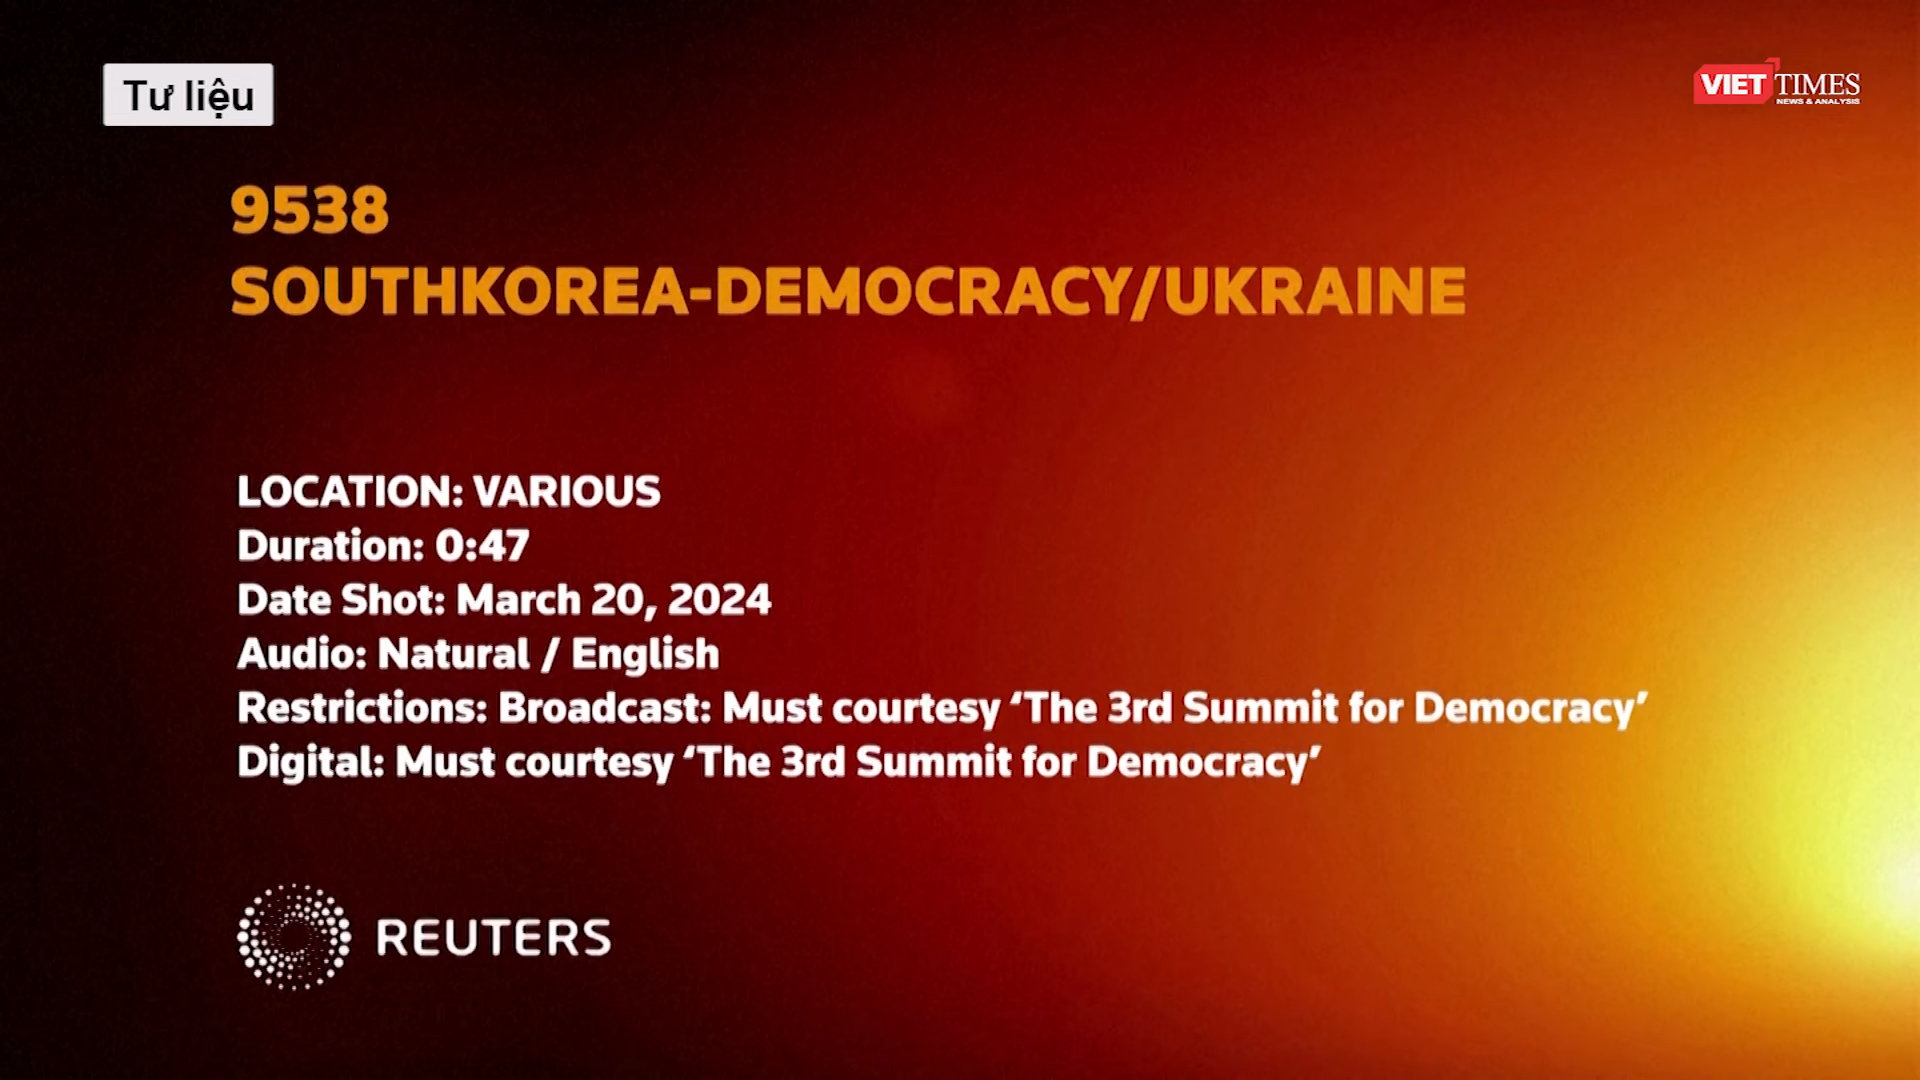 Tư liệu
VIET TIMES
NEWS & ANALYSIS
9538
SOUTHKOREA-DEMOCRACY/UKRAINE
LOCATION: VARIOUS
Duration: 0:47
Date Shot: March 20, 2024
Audio: Natural / English
Restrictions: Broadcast: Must courtesy ‘The 3rd Summit for Democracy’
Digital: Must courtesy ‘The 3rd Summit for Democracy’
REUTERS